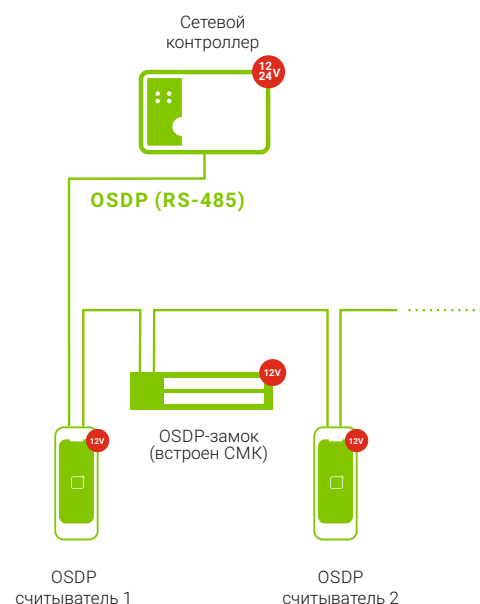 Сетевой
контроллер
12
24 V
OSDP (RS-485)
12V
OSDP-замок
(встроен СМК)
12V
12V
OSDP
считыватель 1
OSDP
считыватель 2